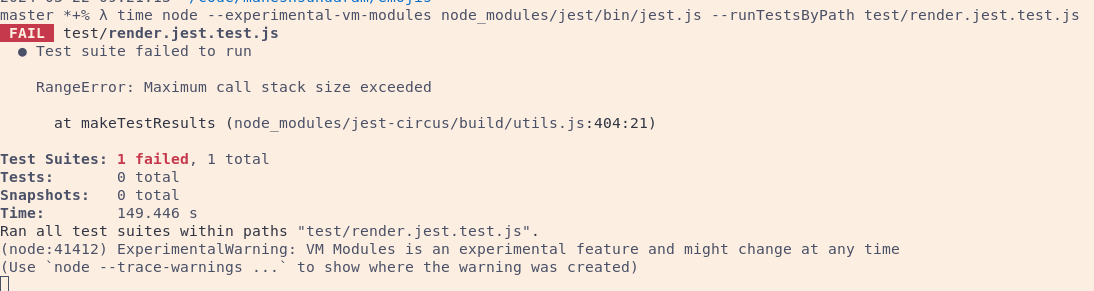 master *+% λ time node --experimental-vm-modules node_modules/jest/bin/jest.js --runTestsByPath test/render.jest.test.js
FAIL test/render.jest.test.js
● Test suite failed to run
RangeError: Maximum call stack size exceeded
at makeTestResults (node_modules/jest-circus/build/utils.js:404:21)
Test Suites: 1 failed, 1 total
Tests: 0 total
Snapshots: 0 total
Time: 149.446 s
Ran all test suites within paths "test/render.jest.test.js".
(node:41412) ExperimentalWarning: VM Modules is an experimental feature and might change at any time
(Use `node --trace-warnings ...` to show where the warning was created)